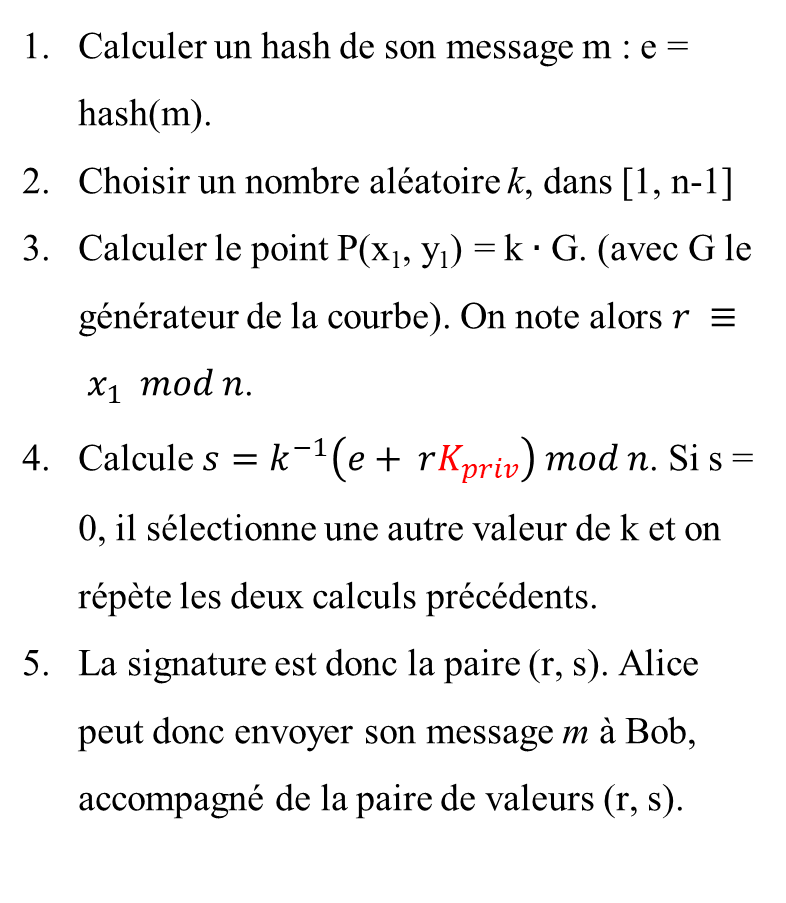 1. Calculer un hash de son message m : e =
hash(m).
2. Choisir un nombre aléatoire k, dans [1, n-1]
3. Calculer le point P(x₁, y₁) = k · G. (avec G le
générateur de la courbe). On note alors r ≡
x₁ mod n.
4. Calcule s = k⁻¹(e + rK_priv) mod n. Si s =
0, il sélectionne une autre valeur de k et on
répète les deux calculs précédents.
5. La signature est donc la paire (r, s). Alice
peut donc envoyer son message m à Bob,
accompagné de la paire de valeurs (r, s).